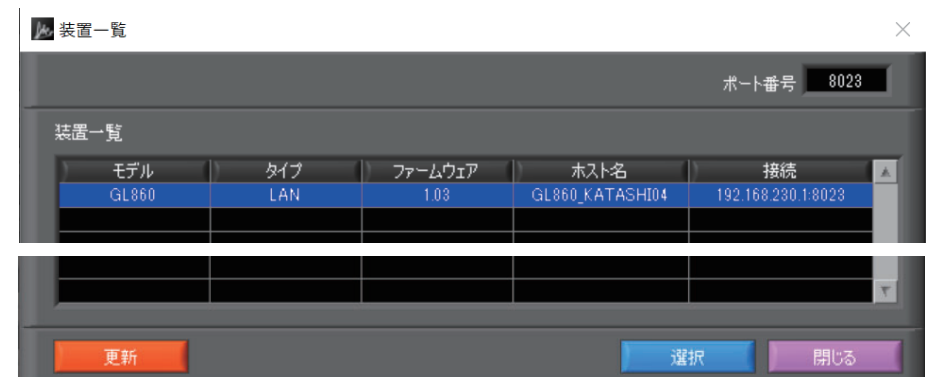 装置一覧
ポート番号 8023
装置一覧
モデル タイプ ファームウェア ホスト名 接続
GL860 LAN 1.03 GL860_KATASHI04 192.168.230.1:8023
更新 選択 閉じる